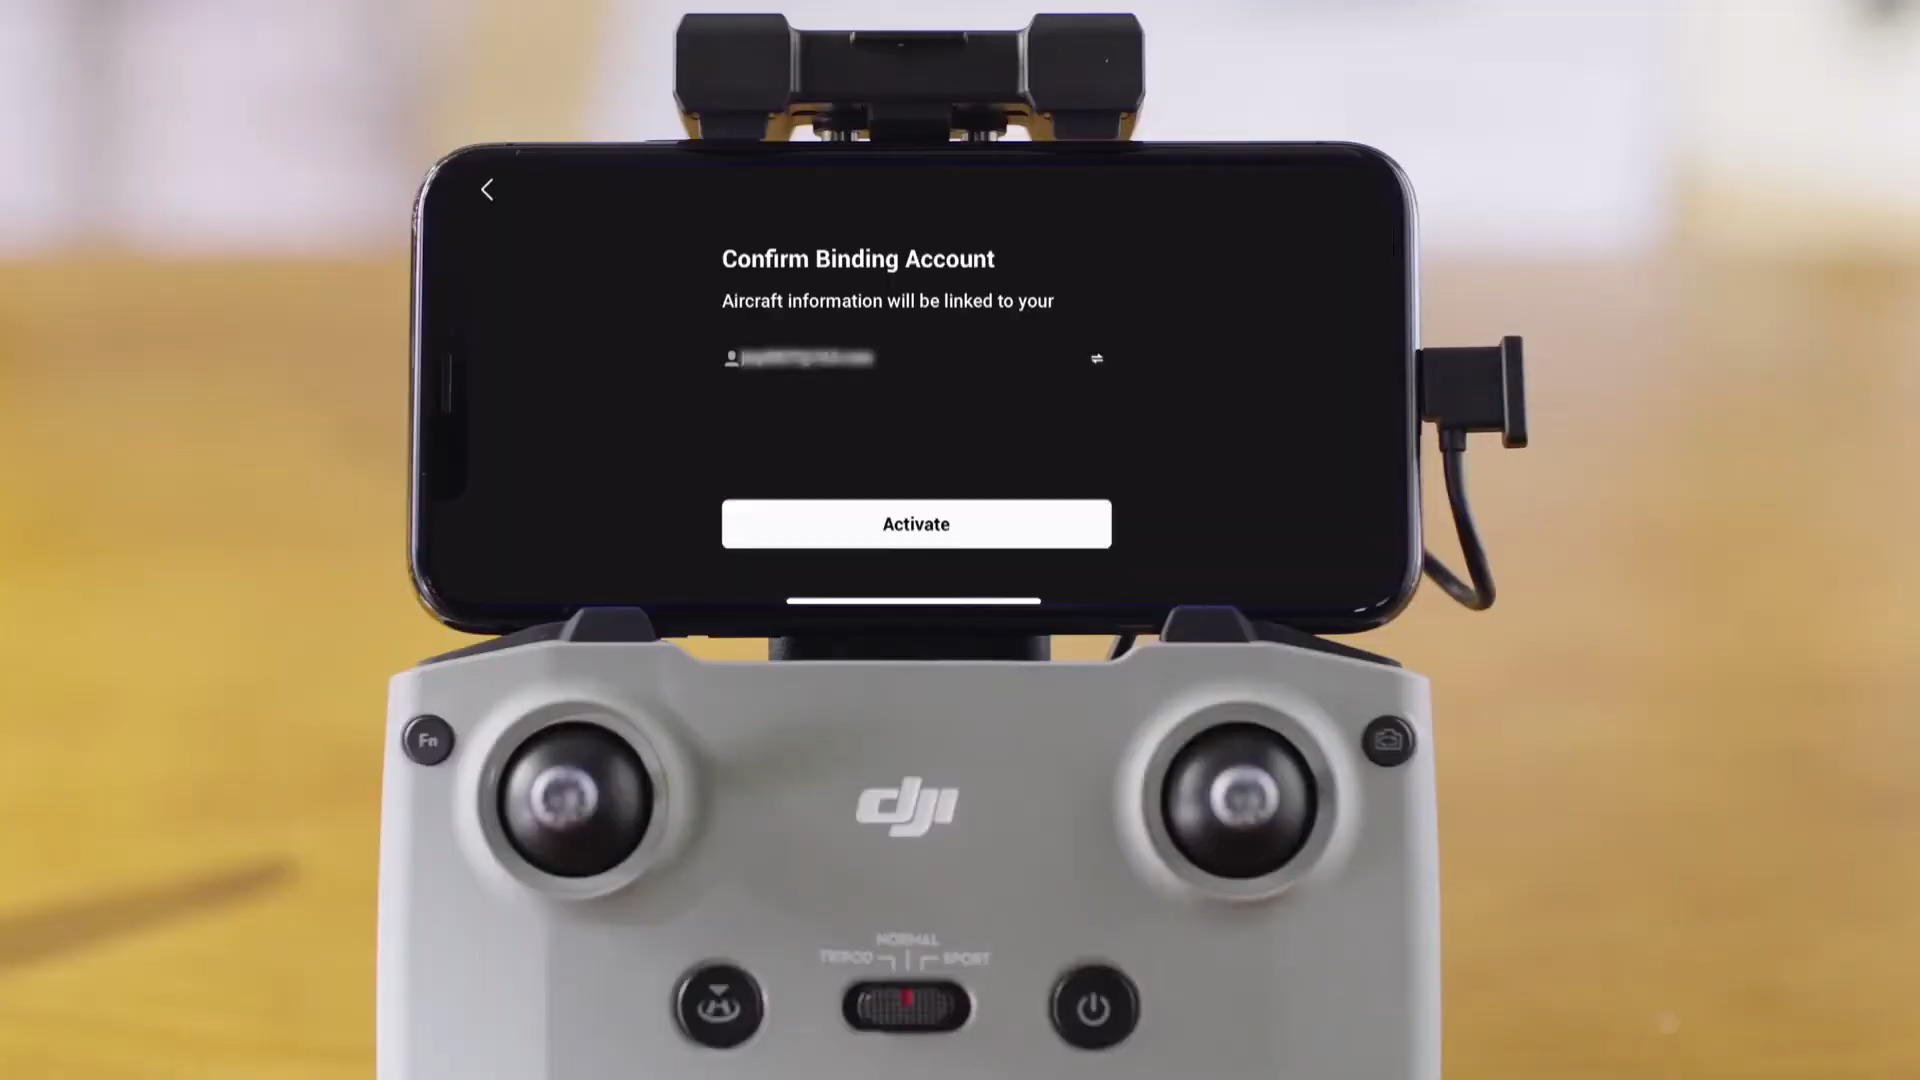 Confirm Binding Account
Aircraft information will be linked to your
Activate
Fn
dji
NORMAL
TRIPOD
SPORT